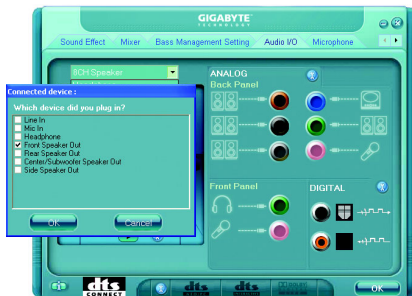 GIGABYTE
TECHNOLOGY
Sound Effect Mixer Bass Management Setting Audio I/O Microphone
8CH Speaker
ANALOG
Back Panel
Connected device :
Which device did you plug in?
Line In
Mic In
Headphone
Front Speaker Out
Rear Speaker Out
Center/Subwoofer Speaker Out
Side Speaker Out
OK Cancel
Front Panel
DIGITAL
dts
CONNECT
dts
dts
OK